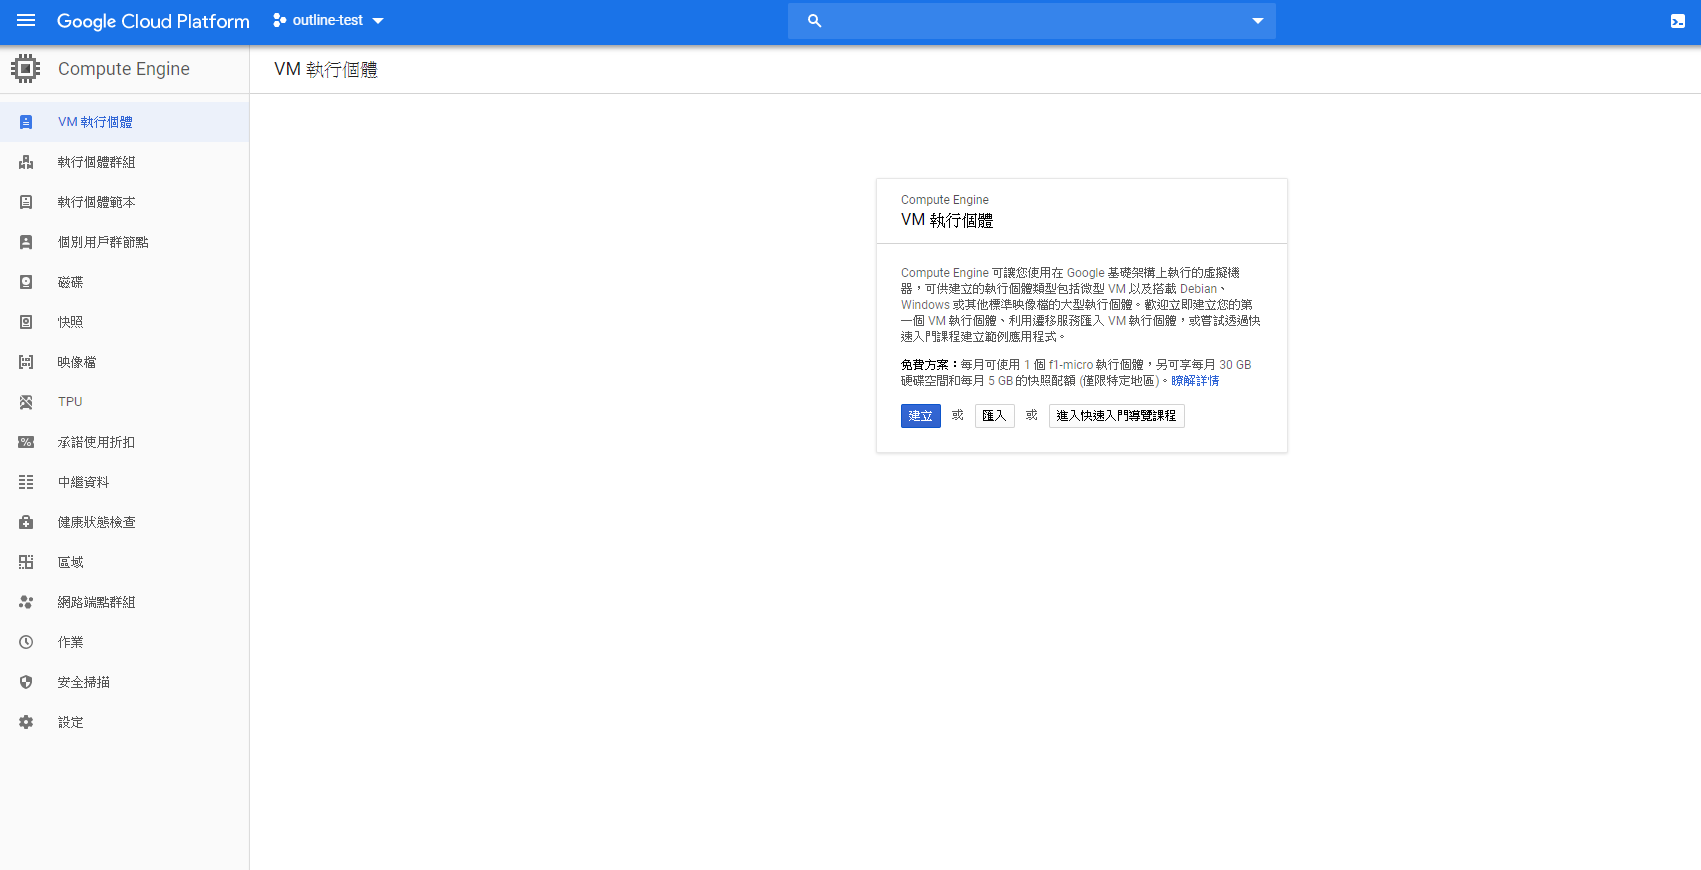 Google Cloud Platform
outline-test
Compute Engine
VM 執行個體
VM 執行個體
執行個體群組
執行個體範本
個別用戶群節點
磁碟
快照
映像檔
TPU
承諾使用折扣
中繼資料
健康狀態檢查
區域
網路端點群組
作業
安全掃描
設定
Compute Engine
VM 執行個體
Compute Engine 可讓您使用在 Google 基礎架構上執行的虛擬機
器，可供建立的執行個體類型包括微型 VM 以及搭載 Debian、
Windows 或其他標準映像檔的大型執行個體。歡迎立即建立您的第
一個 VM 執行個體、利用遷移服務匯入 VM 執行個體，或嘗試透過快
速入門課程建立範例應用程式。
免費方案：每月可使用 1 個 f1-micro 執行個體，另可享每月 30 GB
硬碟空間和每月 5 GB 的快照配額 (僅限特定地區)。瞭解詳情
建立 或 匯入 或 進入快速入門導覽課程